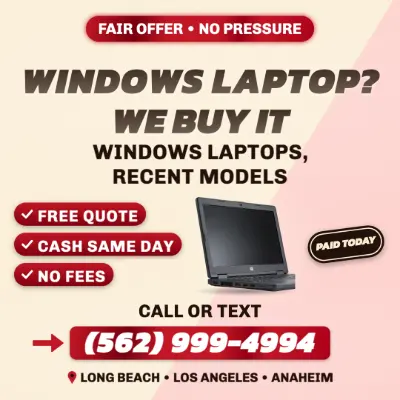 FAIR OFFER • NO PRESSURE
WINDOWS LAPTOP?
WE BUY IT
WINDOWS LAPTOPS,
RECENT MODELS
FREE QUOTE
CASH SAME DAY
NO FEES
PAID TODAY
CALL OR TEXT
(562) 999-4994
LONG BEACH • LOS ANGELES • ANAHEIM